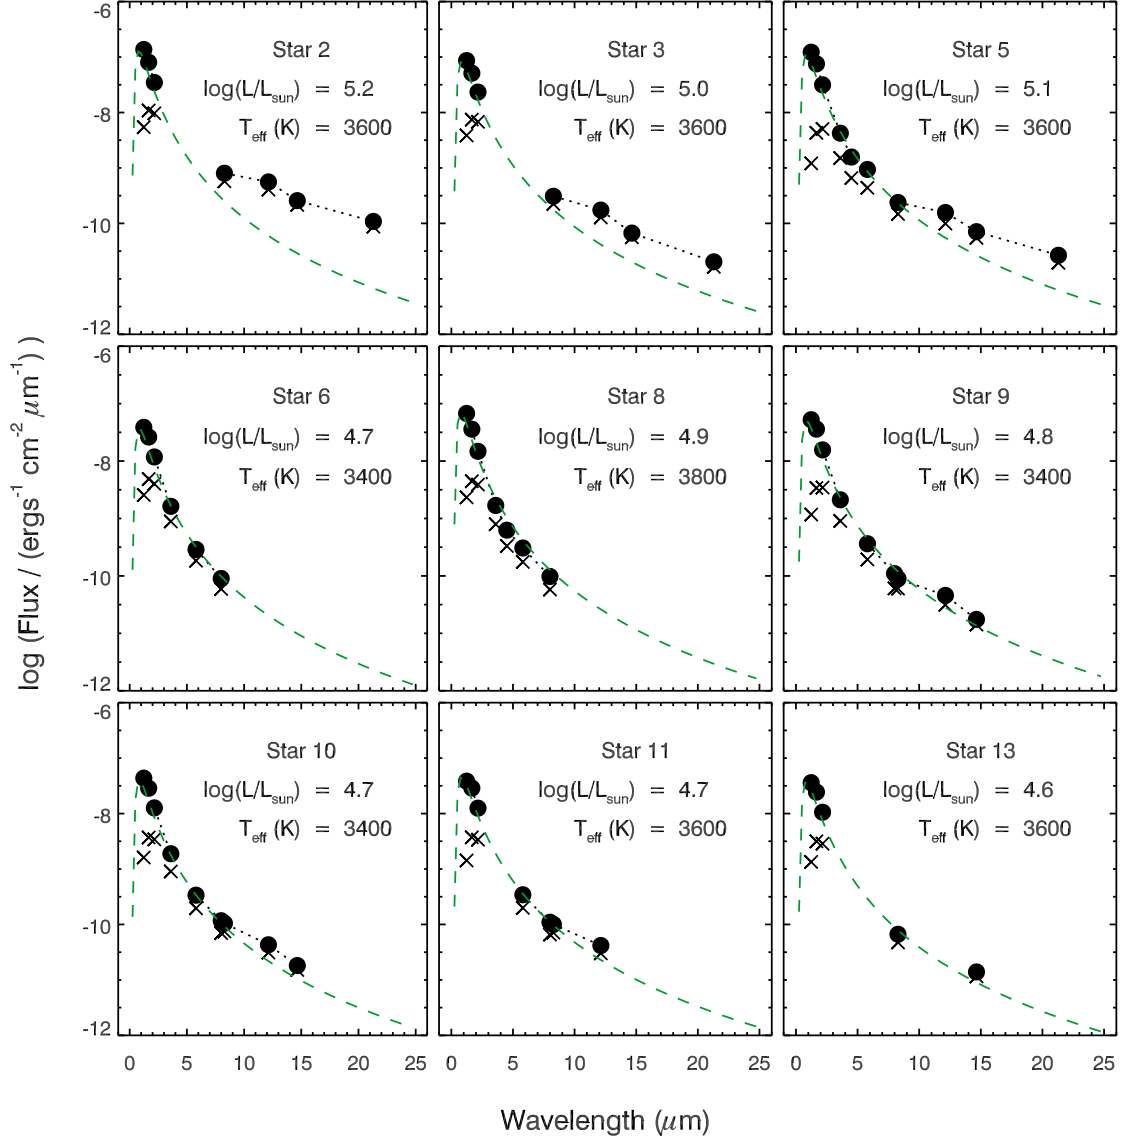 -6
-8
-10
-12
Star 2
log(L/Lsun) = 5.2
Teff (K) = 3600
Star 3
log(L/Lsun) = 5.0
Teff (K) = 3600
Star 5
log(L/Lsun) = 5.1
Teff (K) = 3600
-6
-8
-10
-12
Star 6
log(L/Lsun) = 4.7
Teff (K) = 3400
Star 8
log(L/Lsun) = 4.9
Teff (K) = 3800
Star 9
log(L/Lsun) = 4.8
Teff (K) = 3400
-6
-8
-10
-12
Star 10
log(L/Lsun) = 4.7
Teff (K) = 3400
Star 11
log(L/Lsun) = 4.7
Teff (K) = 3600
Star 13
log(L/Lsun) = 4.6
Teff (K) = 3600
0 5 10 15 20 25
0 5 10 15 20 25
0 5 10 15 20 25
Wavelength (μm)
log (Flux / (ergs⁻¹ cm⁻² μm⁻¹) )